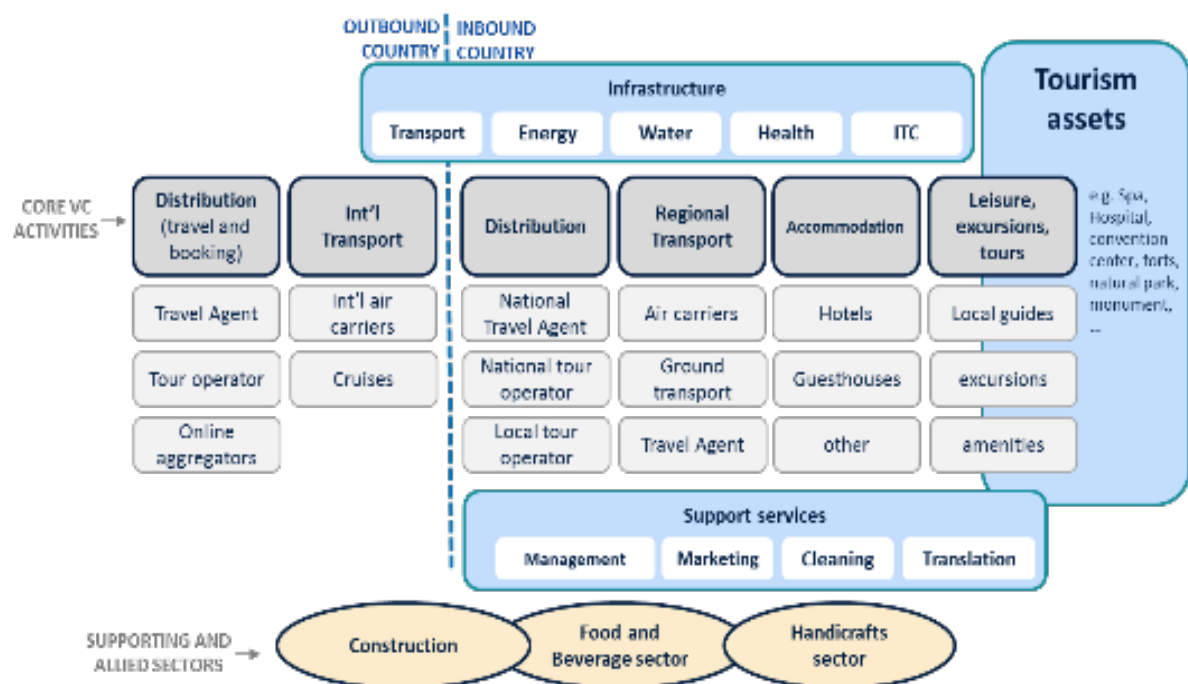 OUTBOUND
COUNTRY
INBOUND
COUNTRY
Infrastructure
Transport
Energy
Water
Health
ITC
Tourism
assets
CORE VC
ACTIVITIES
Distribution
(travel and
booking)
Int'l
Transport
Distribution
Regional
Transport
Accommodation
Leisure,
excursions,
tours
e.g. Spa,
Hospital,
convention
center, forts,
natural park,
monument,
...
Travel Agent
Int'l air
carriers
National
Travel Agent
Air carriers
Hotels
Local guides
Tour operator
Cruises
National tour
operator
Ground
transport
Guesthouses
excursions
Online
aggregators
Local tour
operator
Travel Agent
other
amenities
Support services
Management
Marketing
Cleaning
Translation
SUPPORTING AND
ALLIED SECTORS
Construction
Food and
Beverage sector
Handicrafts
sector